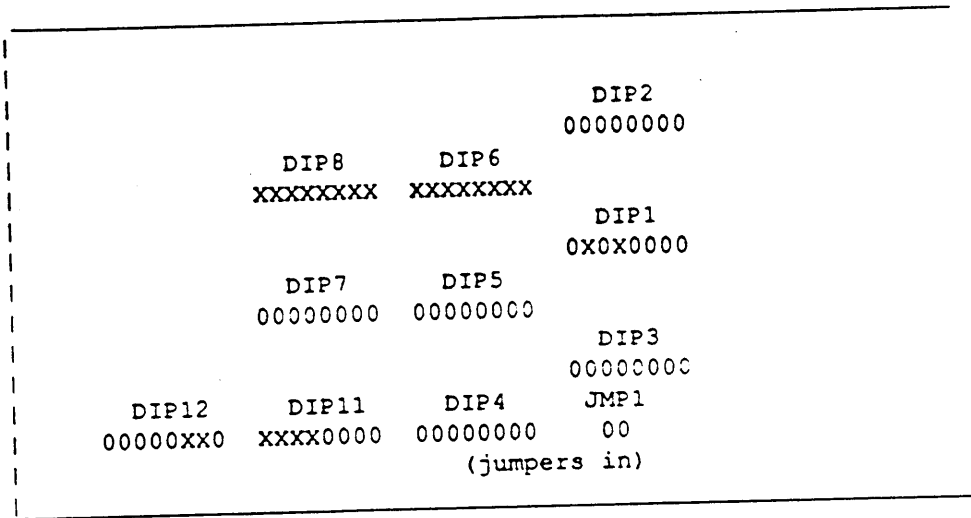 DIP2
00000000
DIP8 DIP6
XXXXXXXX XXXXXXXX
DIP1
0X0X0000
DIP7 DIP5
00000000 00000000
DIP3
00000000
DIP12 DIP11 DIP4 JMP1
00000XX0 XXXX0000 00000000 00
(jumpers in)